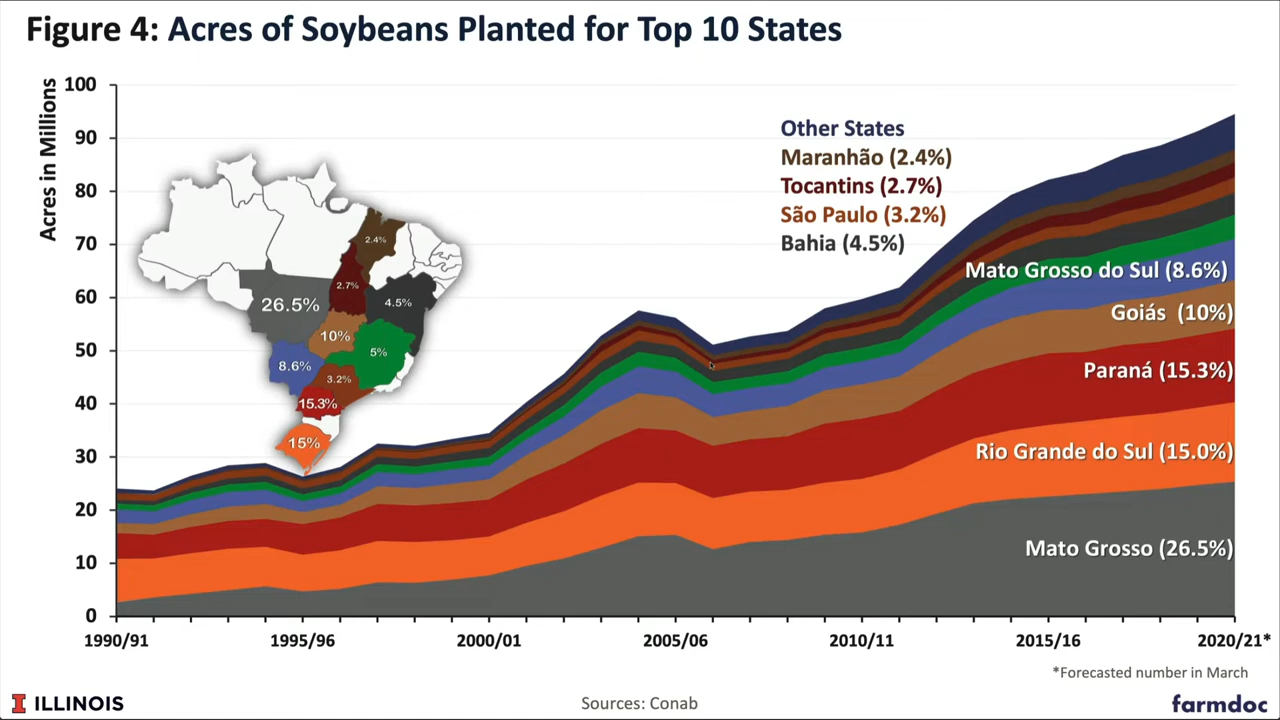 Figure 4: Acres of Soybeans Planted for Top 10 States
Acres in Millions
100
90
80
70
60
50
40
30
20
10
0
1990/91
1995/96
2000/01
2005/06
2010/11
2015/16
2020/21*
2.4%
2.7%
26.5%
4.5%
10%
5%
8.6%
3.2%
15.3%
15%
Other States
Maranhão (2.4%)
Tocantins (2.7%)
São Paulo (3.2%)
Bahia (4.5%)
Mato Grosso do Sul (8.6%)
Goiás (10%)
Paraná (15.3%)
Rio Grande do Sul (15.0%)
Mato Grosso (26.5%)
*Forecasted number in March
I ILLINOIS
Sources: Conab
farmdoc